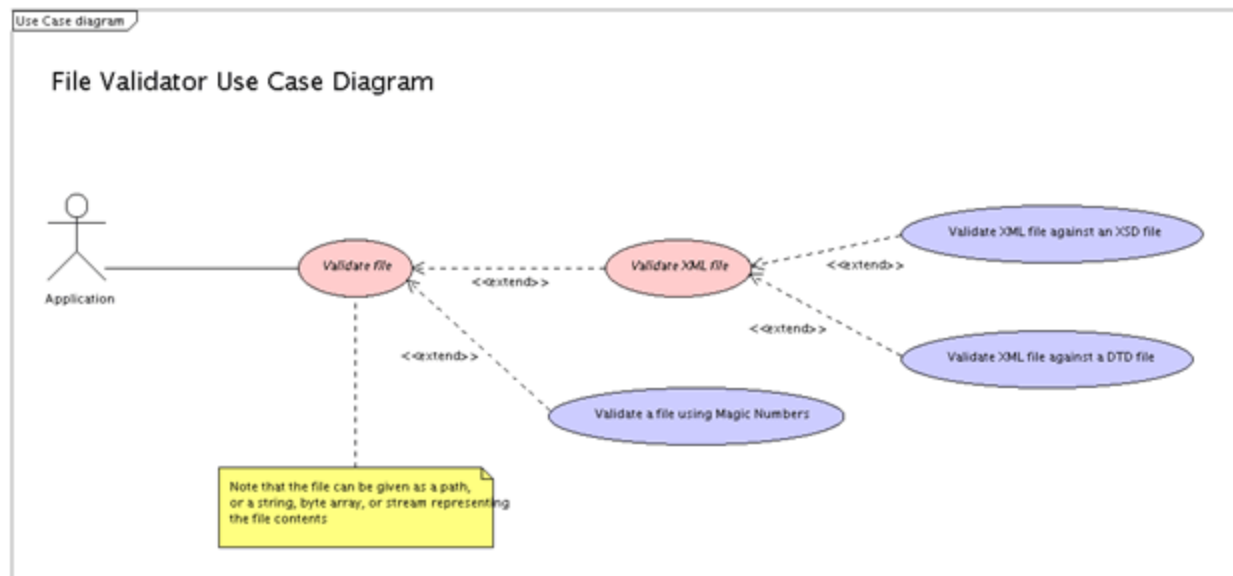 Use Case diagram
File Validator Use Case Diagram
Application
Validate file
<<extend>>
Validate XML file
<<extend>>
Validate XML file against an XSD file
<<extend>>
Validate XML file against a DTD file
<<extend>>
Validate a file using Magic Numbers
Note that the file can be given as a path,
or a string, byte array, or stream representing
the file contents